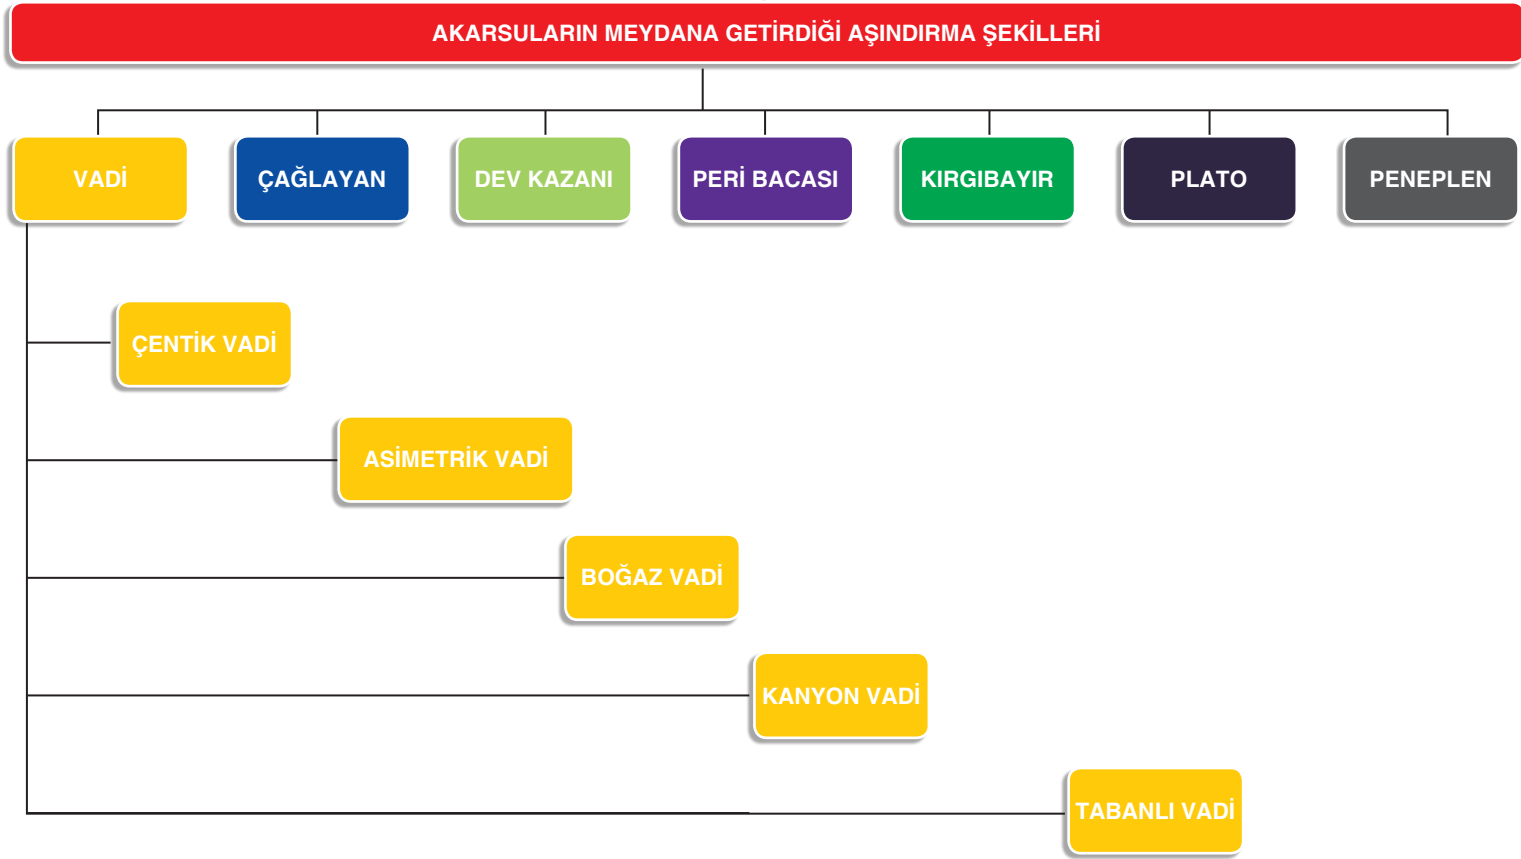 AKARSULARIN MEYDANA GETİRDİĞİ AŞINDIRMA ŞEKİLLERİ
VADİ
ÇAĞLAYAN
DEV KAZANI
PERİ BACASI
KIRGIBAYIR
PLATO
PENEPLEN
ÇENTİK VADİ
ASİMETRİK VADİ
BOĞAZ VADİ
KANYON VADİ
TABANLI VADİ